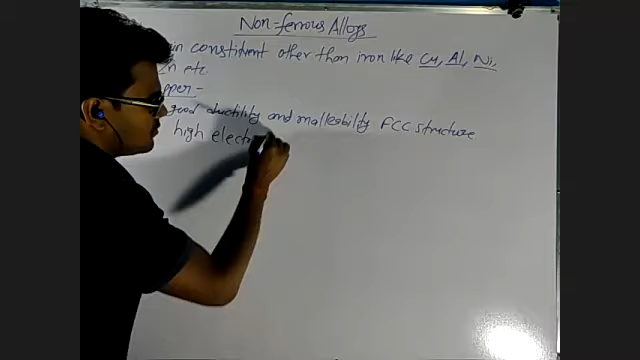 Non-ferrous Alloys
constituent other than iron like Cu, Al, Ni,
Zn etc.
good ductility and malleability FCC structure
high